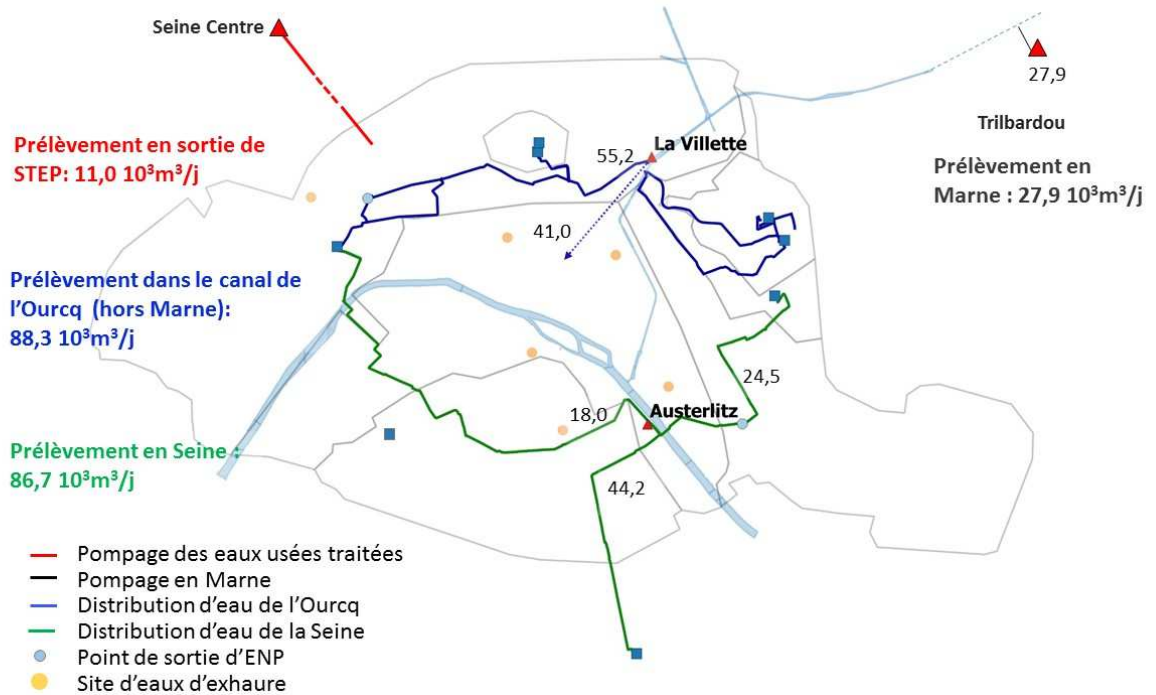 Seine Centre
27,9
Trilbardou
Prélèvement en
Marne : 27,9 10³m³/j
Prélèvement en sortie de
STEP: 11,0 10³m³/j
55,2
La Villette
41,0
Prélèvement dans le canal de
l'Ourcq (hors Marne):
88,3 10³m³/j
24,5
18,0
Austerlitz
Prélèvement en Seine :
86,7 10³m³/j
44,2
Pompage des eaux usées traitées
Pompage en Marne
Distribution d'eau de l'Ourcq
Distribution d'eau de la Seine
Point de sortie d'ENP
Site d'eaux d'exhaure